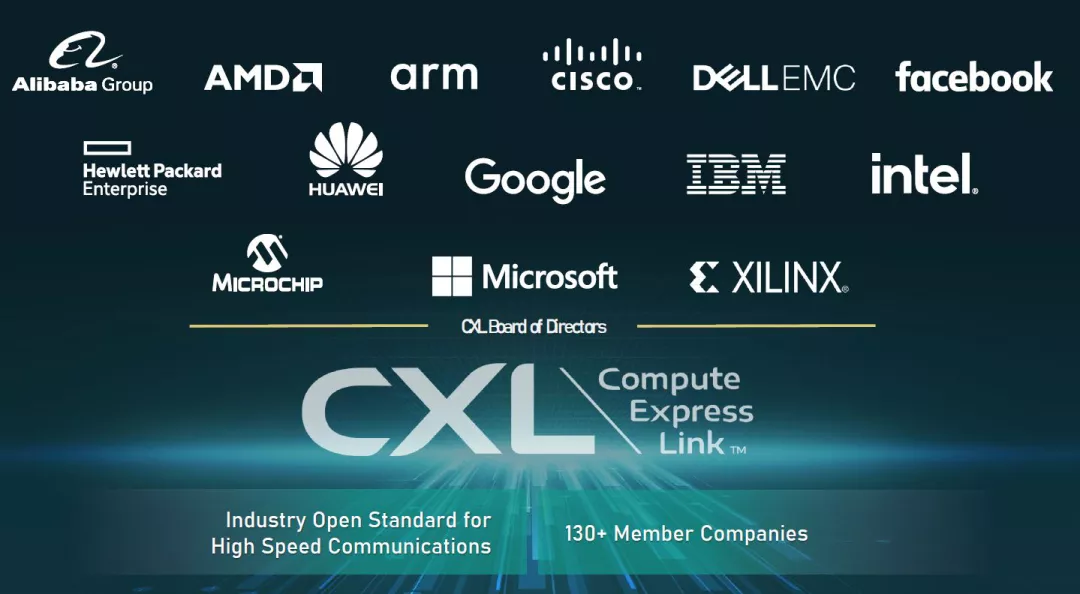 Alibaba Group
AMD
arm
CISCO™
DELLEMC
facebook
Hewlett Packard
Enterprise
HUAWEI
Google
IBM
intel®
MICROCHIP
Microsoft
XILINX®
CXL Board of Directors
CXL
Compute
Express
Link™
Industry Open Standard for
High Speed Communications
130+ Member Companies